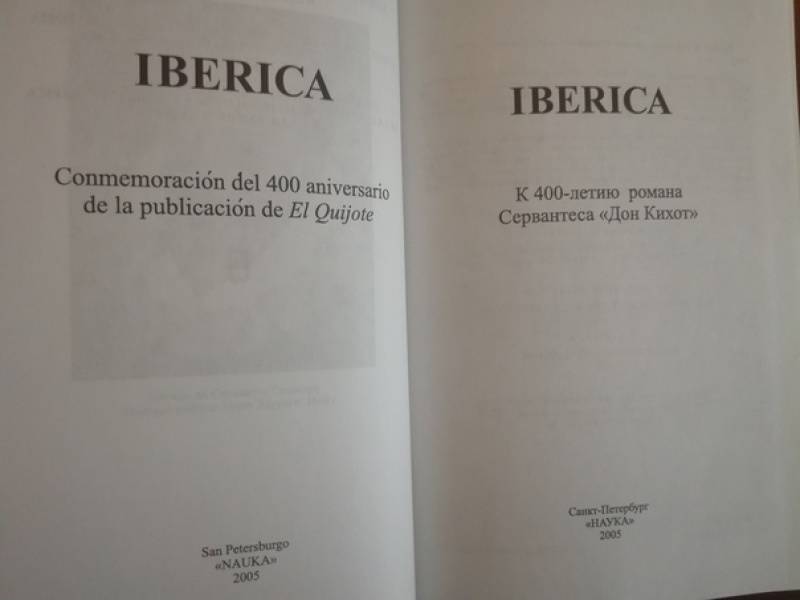 IBERICA
Conmemoración del 400 aniversario
de la publicación de El Quijote
San Petersburgo
«NAUKA»
2005
IBERICA
К 400-летию романа
Сервантеса «Дон Кихот»
Санкт-Петербург
«НАУКА»
2005